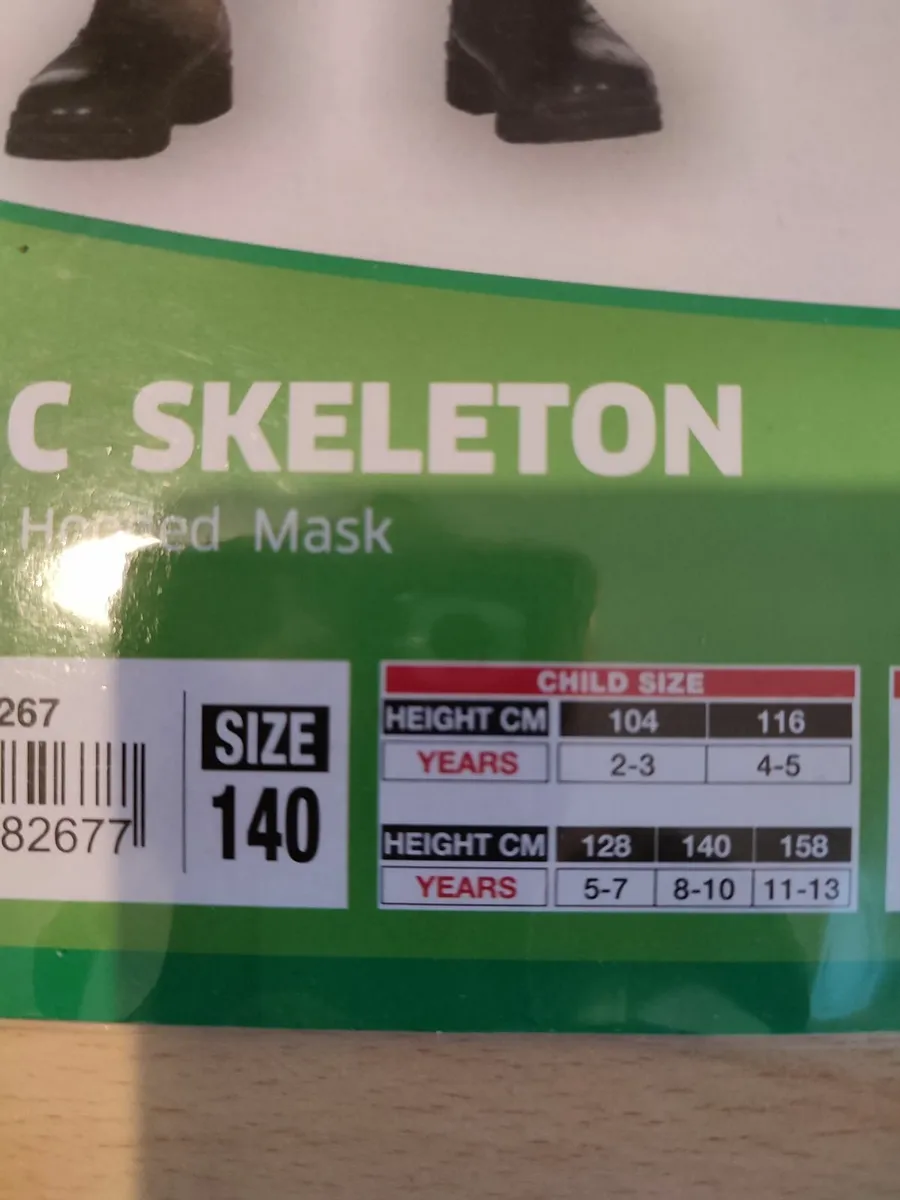 C SKELETON
Hooded Mask
267
82677
SIZE
140
CHILD SIZE
HEIGHT CM 104 116
YEARS 2-3 4-5
HEIGHT CM 128 140 158
YEARS 5-7 8-10 11-13